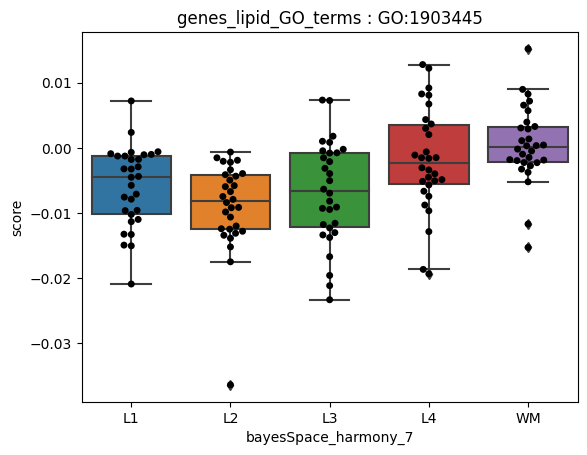 genes_lipid_GO_terms : GO:1903445
0.01
0.00
−0.01
−0.02
−0.03
score
L1 L2 L3 L4 WM
bayesSpace_harmony_7